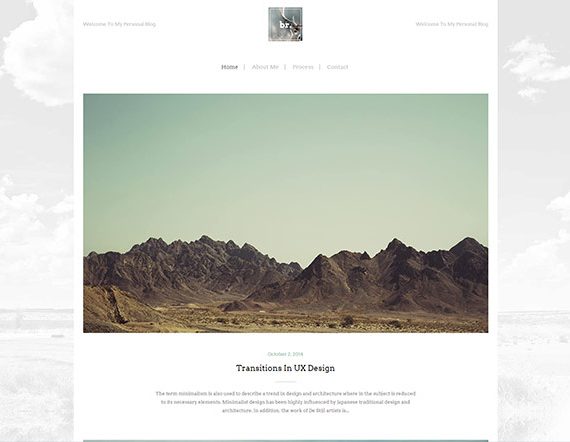 Welcome To My Personal Blog
br.
Welcome To My Personal Blog
Home | About Me | Process | Contact
October 2, 2014
Transitions In UX Design
The term minimalism is also used to describe a trend in design and architecture where in the subject is reduced
to its necessary elements. Minimalist design has been highly influenced by Japanese traditional design and
architecture. In addition, the work of De Stijl artists is...